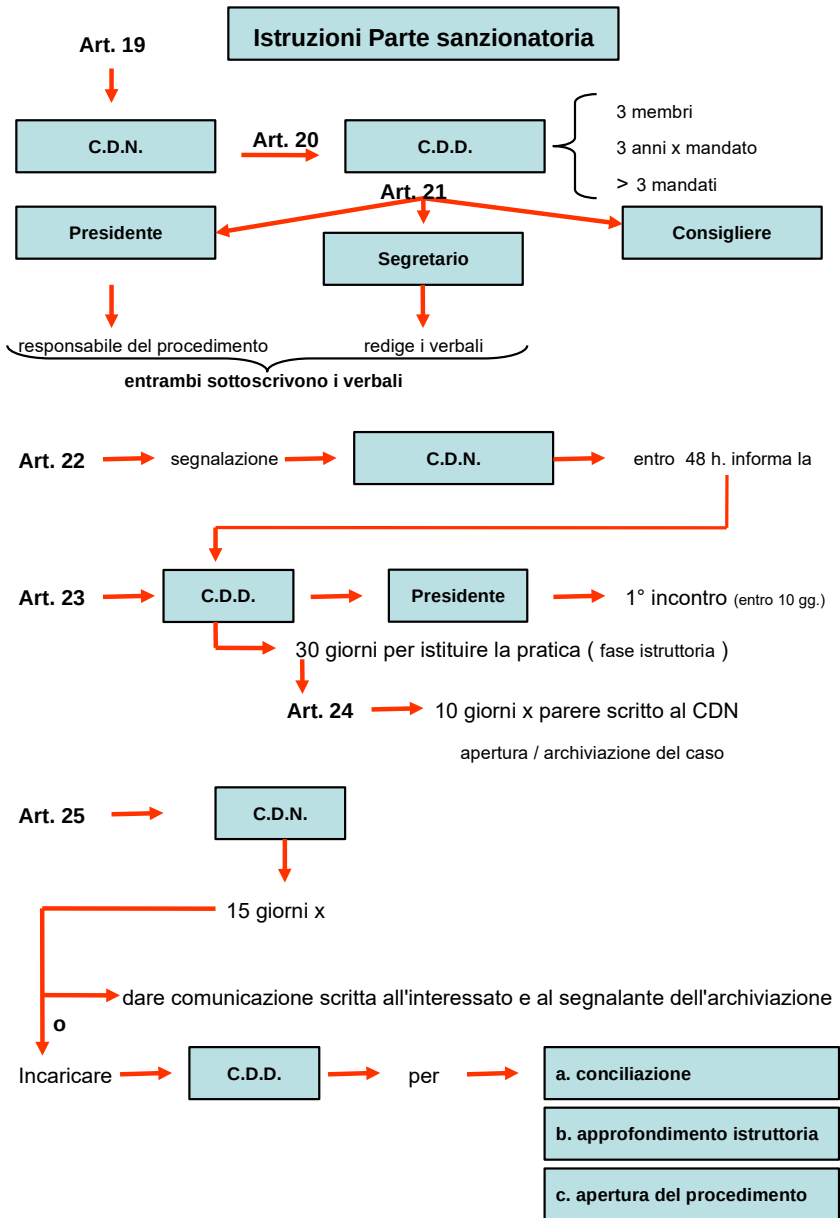 Istruzioni Parte sanzionatoria
Art. 19
C.D.N.
Art. 20
C.D.D.
3 membri
3 anni x mandato
> 3 mandati
Art. 21
Presidente
Segretario
Consigliere
responsabile del procedimento
redige i verbali
entrambi sottoscrivono i verbali
Art. 22
segnalazione
C.D.N.
entro 48 h. informa la
Art. 23
C.D.D.
Presidente
1° incontro (entro 10 gg.)
30 giorni per istituire la pratica ( fase istruttoria )
Art. 24
10 giorni x parere scritto al CDN
apertura / archiviazione del caso
Art. 25
C.D.N.
15 giorni x
dare comunicazione scritta all'interessato e al segnalante dell'archiviazione
o
Incaricare
C.D.D.
per
a. conciliazione
b. approfondimento istruttoria
c. apertura del procedimento